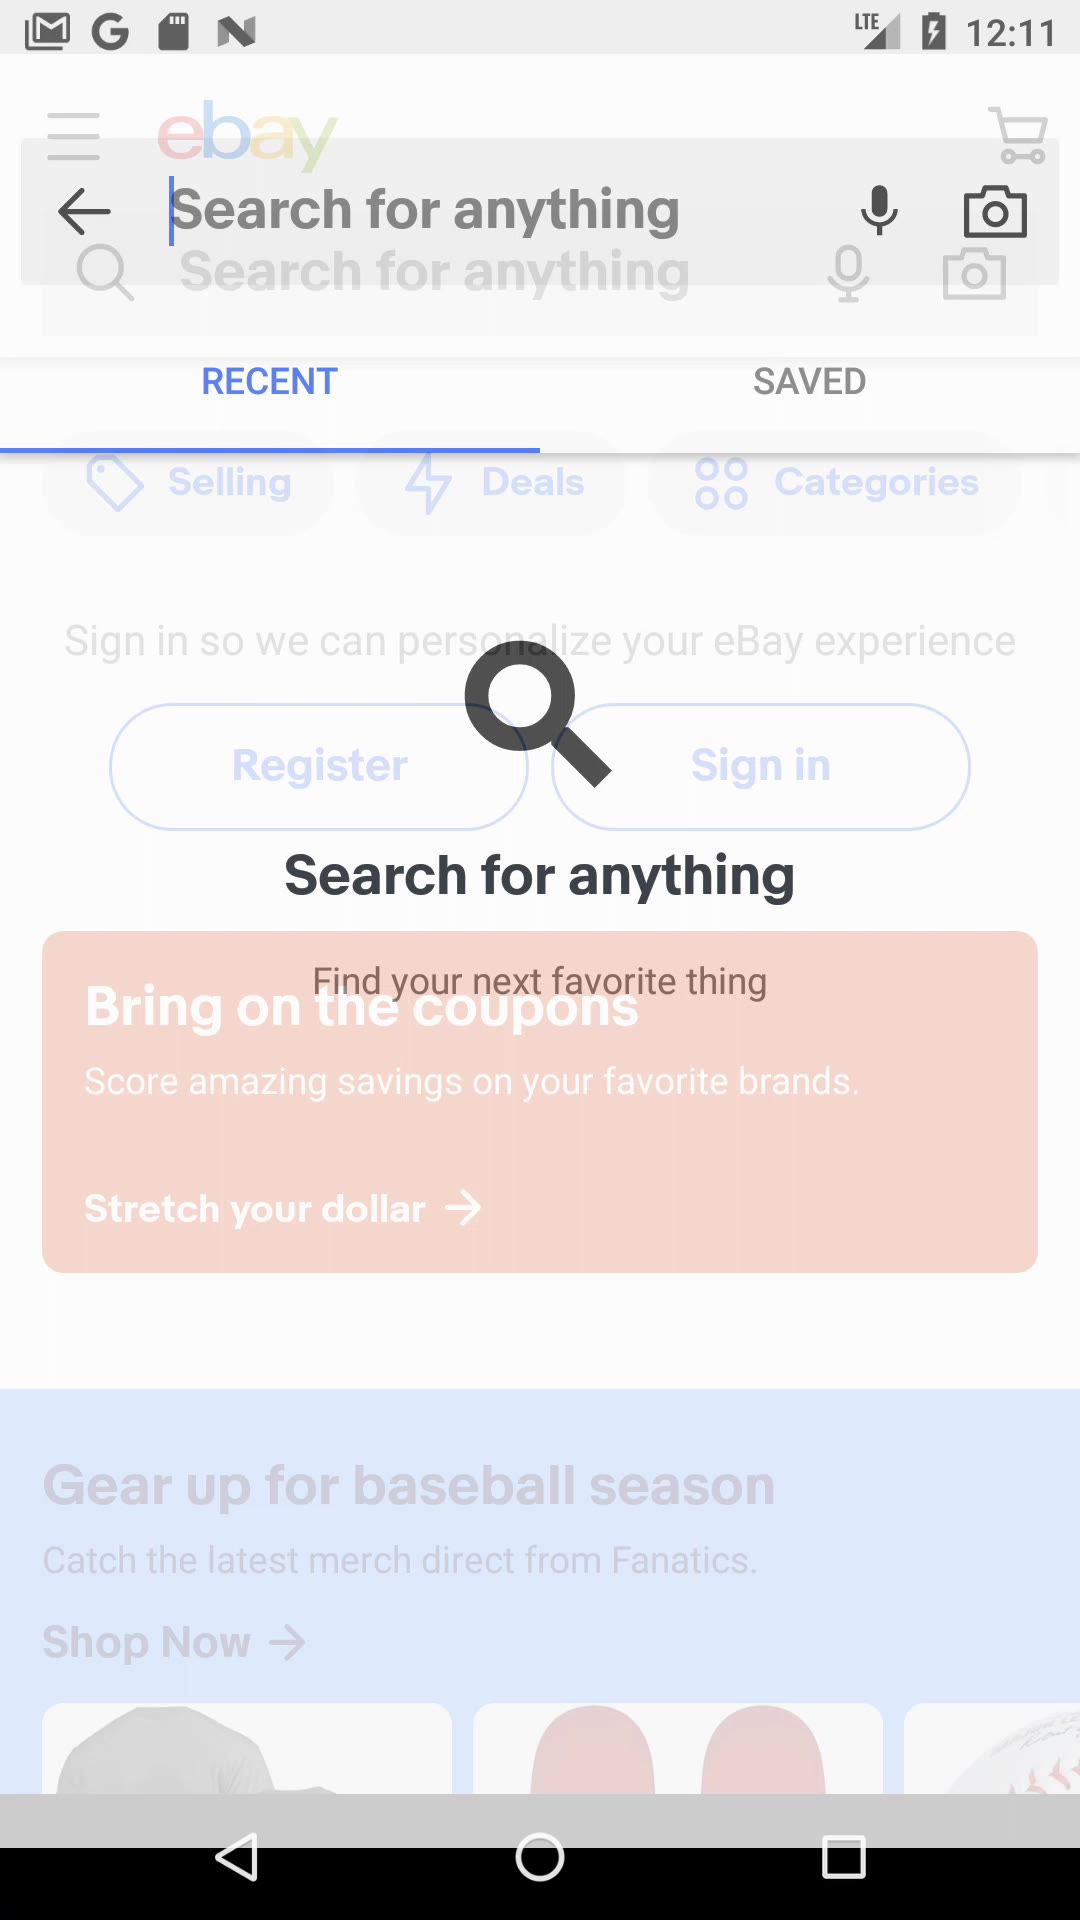 LTE 12:11
ebay
Search for anything
Search for anything
RECENT SAVED
Selling Deals Categories
Sign in so we can personalize your eBay experience
Register Sign in
Search for anything
Find your next favorite thing
Bring on the coupons
Score amazing savings on your favorite brands.
Stretch your dollar
Gear up for baseball season
Catch the latest merch direct from Fanatics.
Shop Now